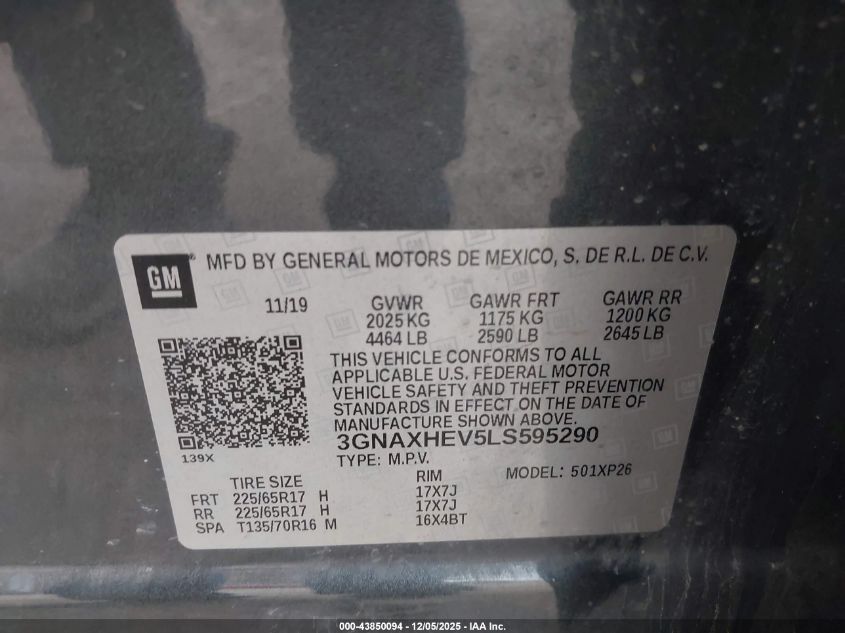 GM
MFD BY GENERAL MOTORS DE MEXICO, S. DE R.L. DE C.V.
11/19 GVWR GAWR FRT GAWR RR
2025 KG 1175 KG 1200 KG
4464 LB 2590 LB 2645 LB
THIS VEHICLE CONFORMS TO ALL
APPLICABLE U.S. FEDERAL MOTOR
VEHICLE SAFETY AND THEFT PREVENTION
STANDARDS IN EFFECT ON THE DATE OF
MANUFACTURE SHOWN ABOVE.
3GNAXHEV5LS595290
139X
TYPE: M.P.V. MODEL: 501XP26
TIRE SIZE RIM
FRT 225/65R17 H 17X7J
RR 225/65R17 H 17X7J
SPA T135/70R16 M 16X4BT
000-43850094 - 12/05/2025 - IAA Inc.